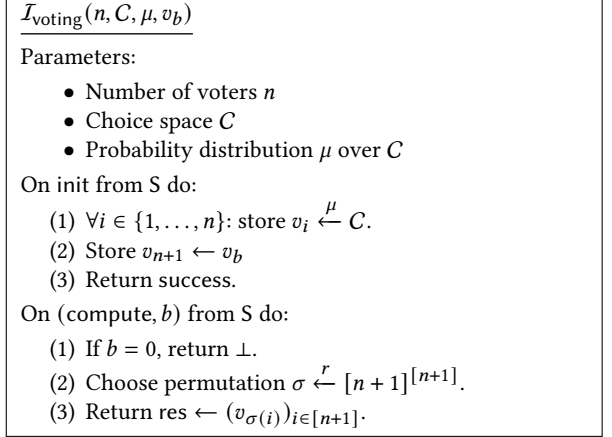 𝓘voting(n, 𝒞, μ, v_b)
Parameters:
• Number of voters n
• Choice space 𝒞
• Probability distribution μ over 𝒞
On init from S do:
(1) ∀i ∈ {1, . . . , n}: store v_i ←^μ 𝒞.
(2) Store v_{n+1} ← v_b
(3) Return success.
On (compute, b) from S do:
(1) If b = 0, return ⊥.
(2) Choose permutation σ ←^r [n + 1]^{[n+1]}.
(3) Return res ← (v_{σ(i)})_{i∈[n+1]}.